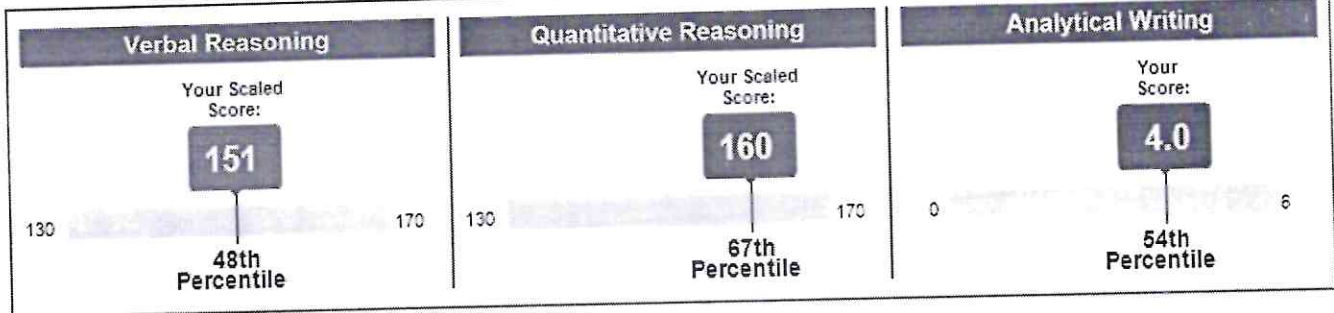 Verbal Reasoning
Your Scaled
Score:
151
130
170
48th
Percentile
Quantitative Reasoning
Your Scaled
Score:
160
130
170
67th
Percentile
Analytical Writing
Your
Score:
4.0
0
6
54th
Percentile